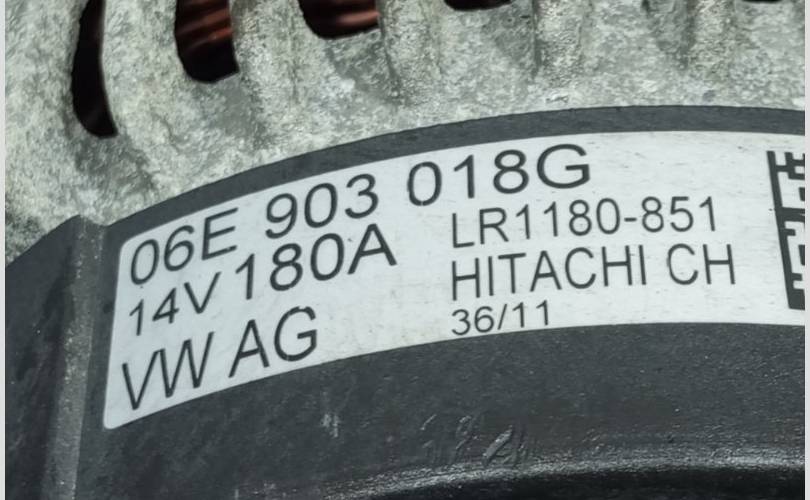 06E 903 018G
14V 180A
VW AG
LR1180-851
HITACHI CH
36/11